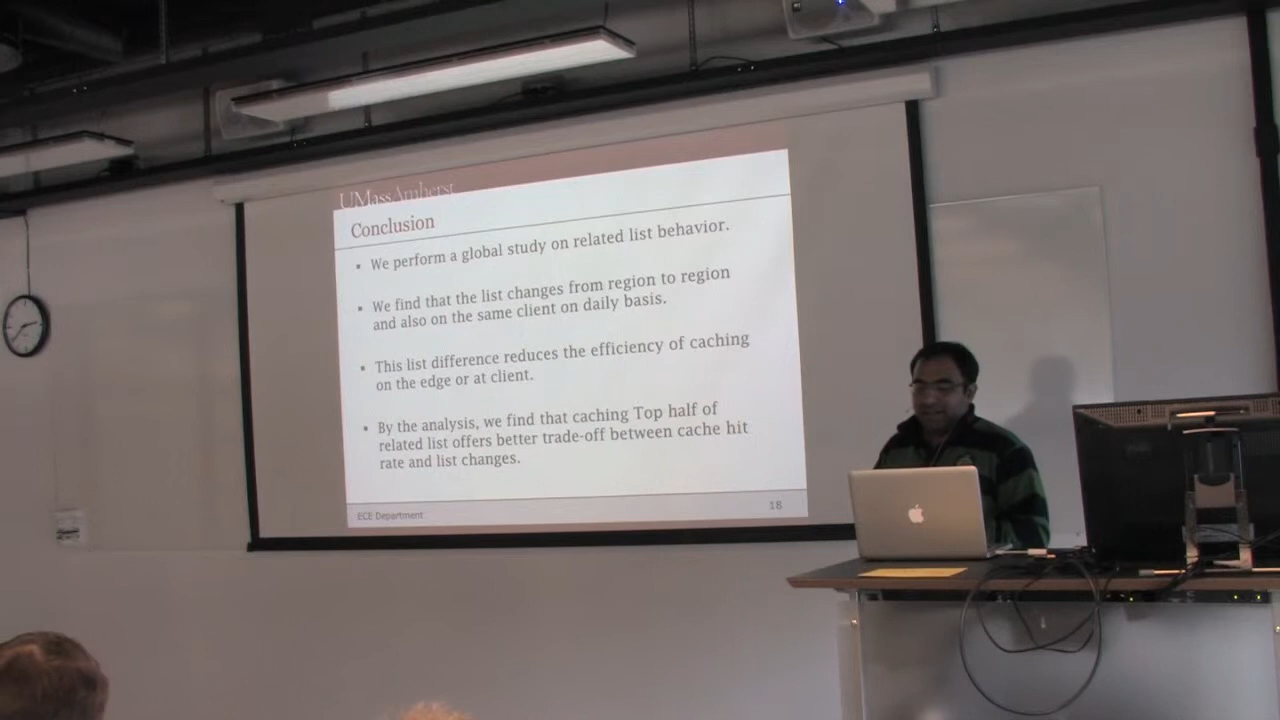 UMassAmherst
Conclusion
▪ We perform a global study on related list behavior.
▪ We find that the list changes from region to region
and also on the same client on daily basis.
▪ This list difference reduces the efficiency of caching
on the edge or at client.
▪ By the analysis, we find that caching Top half of
related list offers better trade-off between cache hit
rate and list changes.
ECE Department
18